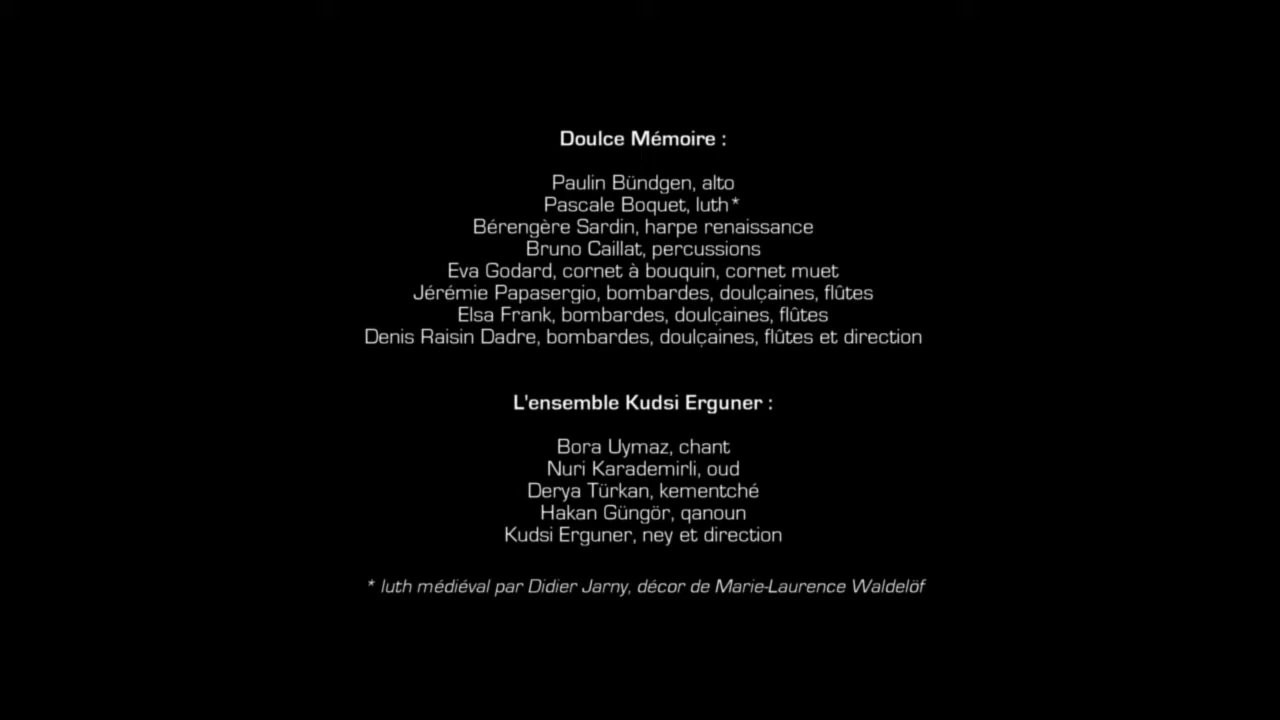 Doulce Mémoire :
Paulin Bündgen, alto
Pascale Boquet, luth*
Bérengère Sardin, harpe renaissance
Bruno Caillat, percussions
Eva Godard, cornet à bouquin, cornet muet
Jérémie Papasergio, bombardes, doulçaines, flûtes
Elsa Frank, bombardes, doulçaines, flûtes
Denis Raisin Dadre, bombardes, doulçaines, flûtes et direction
L'ensemble Kudsi Erguner :
Bora Uymaz, chant
Nuri Karademirli, oud
Derya Türkan, kementché
Hakan Güngör, qanoun
Kudsi Erguner, ney et direction
* luth médiéval par Didier Jarny, décor de Marie-Laurence Waldelöf